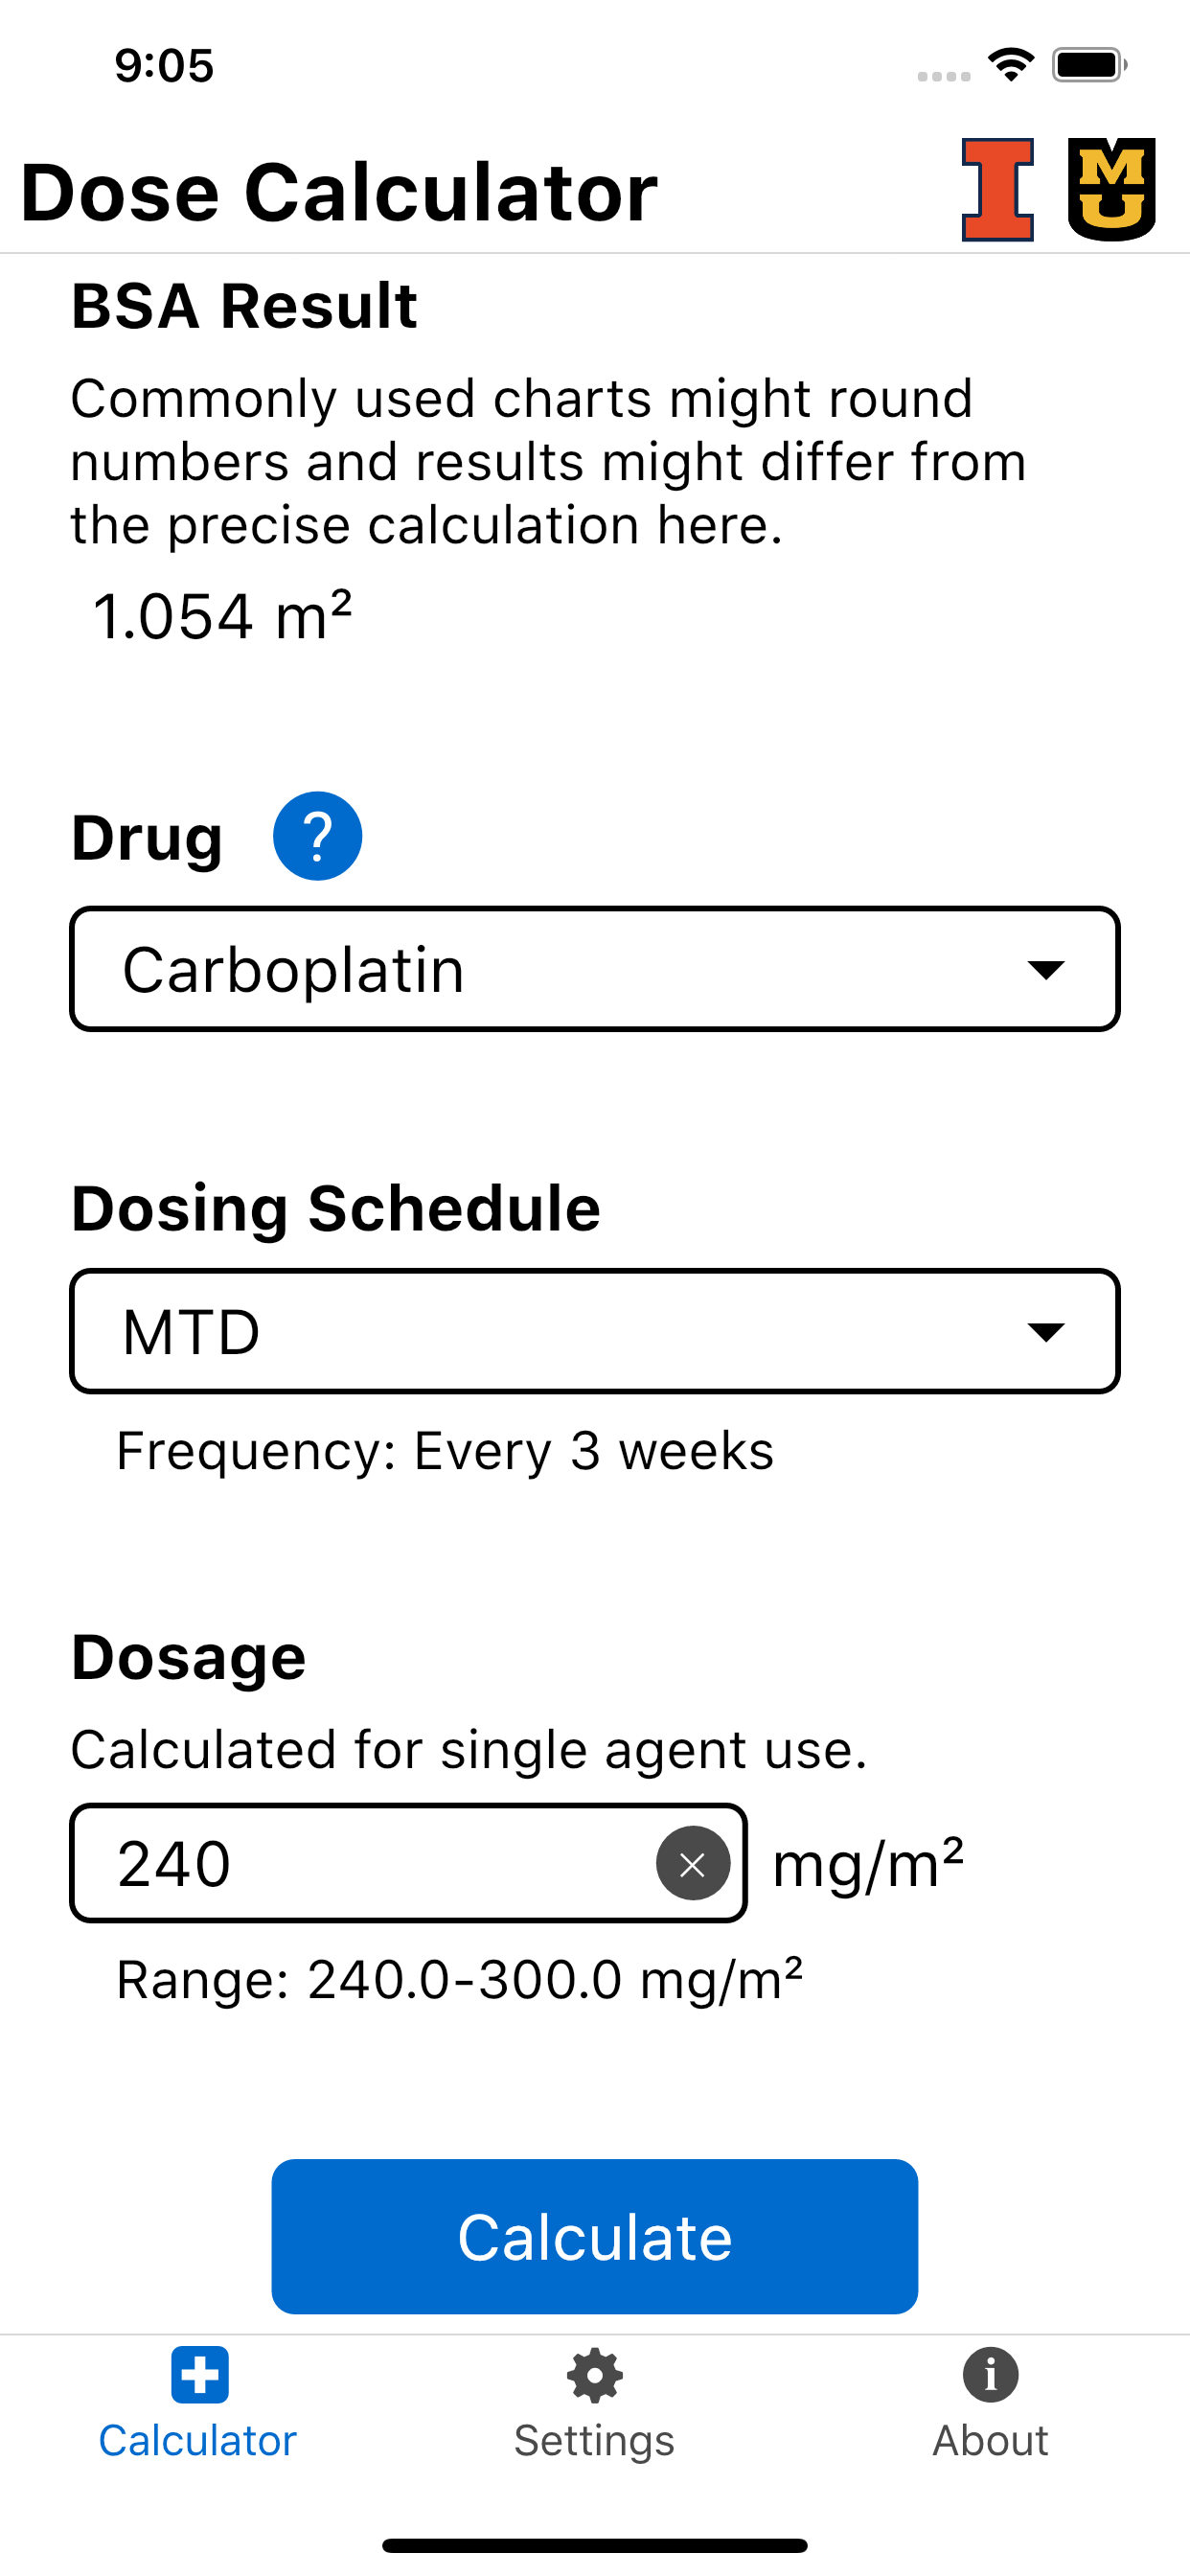 9:05
Dose Calculator
I
MU
BSA Result
Commonly used charts might round
numbers and results might differ from
the precise calculation here.
1.054 m²
Drug ?
Carboplatin
Dosing Schedule
MTD
Frequency: Every 3 weeks
Dosage
Calculated for single agent use.
240 mg/m²
Range: 240.0-300.0 mg/m²
Calculate
Calculator
Settings
About